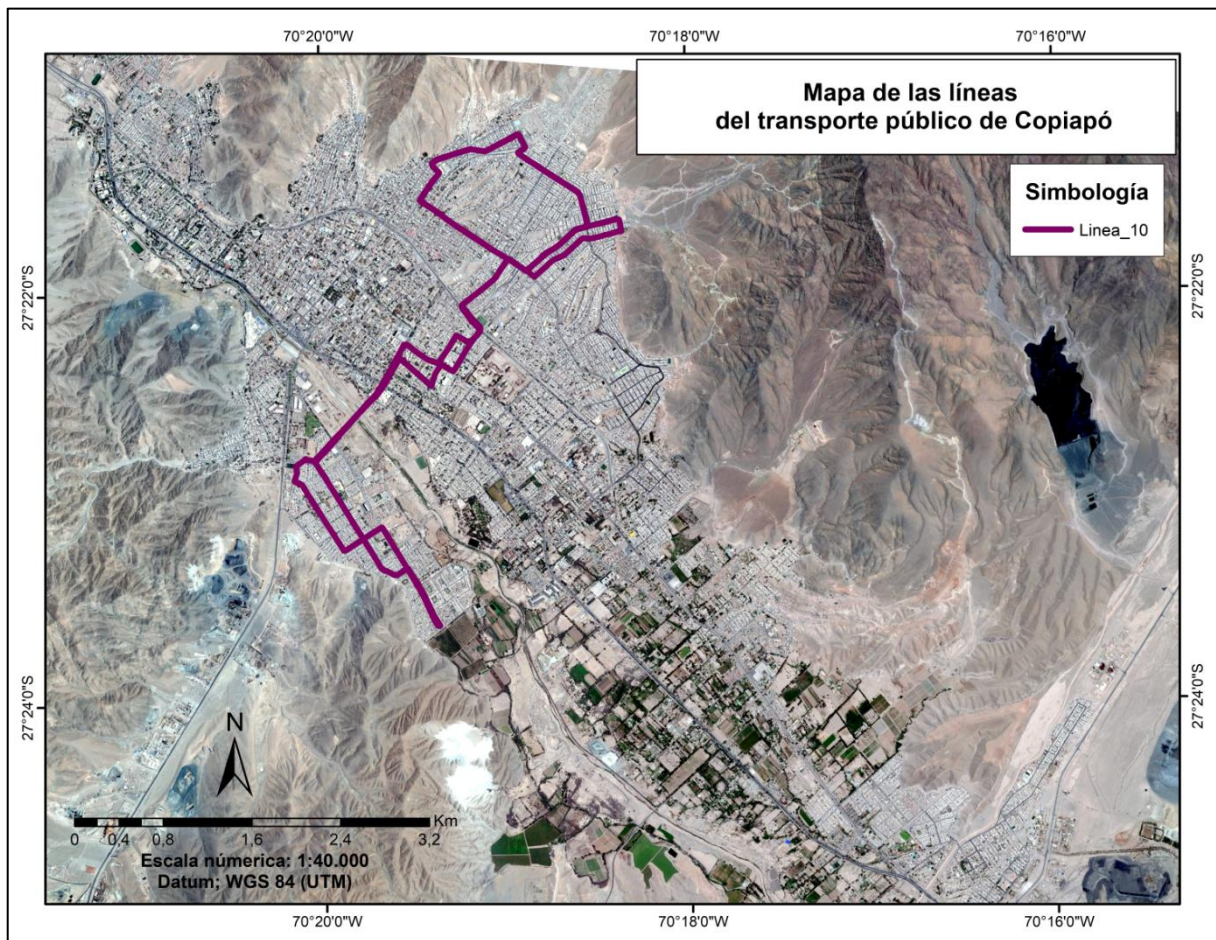 70°20'0"W 70°18'0"W 70°16'0"W
Mapa de las líneas
del transporte público de Copiapó
Simbología
Linea_10
27°22'0"S 27°22'0"S
27°24'0"S 27°24'0"S
N
Km
0 0,4 0,8 1,6 2,4 3,2
Escala númerica: 1:40.000
Datum; WGS 84 (UTM)
70°20'0"W 70°18'0"W 70°16'0"W